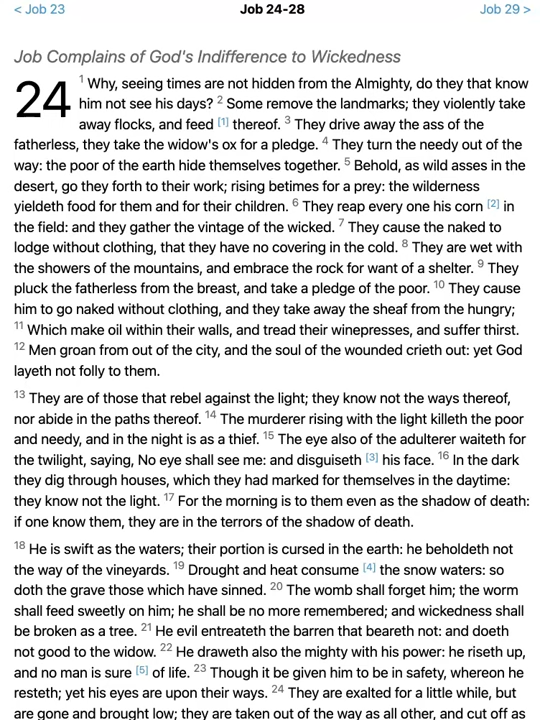 < Job 23 Job 24-28 Job 29 >
Job Complains of God's Indifference to Wickedness
24 1 Why, seeing times are not hidden from the Almighty, do they that know
him not see his days? 2 Some remove the landmarks; they violently take
away flocks, and feed [1] thereof. 3 They drive away the ass of the
fatherless, they take the widow's ox for a pledge. 4 They turn the needy out of the
way: the poor of the earth hide themselves together. 5 Behold, as wild asses in the
desert, go they forth to their work; rising betimes for a prey: the wilderness
yieldeth food for them and for their children. 6 They reap every one his corn [2] in
the field: and they gather the vintage of the wicked. 7 They cause the naked to
lodge without clothing, that they have no covering in the cold. 8 They are wet with
the showers of the mountains, and embrace the rock for want of a shelter. 9 They
pluck the fatherless from the breast, and take a pledge of the poor. 10 They cause
him to go naked without clothing, and they take away the sheaf from the hungry;
11 Which make oil within their walls, and tread their winepresses, and suffer thirst.
12 Men groan from out of the city, and the soul of the wounded crieth out: yet God
layeth not folly to them.
13 They are of those that rebel against the light; they know not the ways thereof,
nor abide in the paths thereof. 14 The murderer rising with the light killeth the poor
and needy, and in the night is as a thief. 15 The eye also of the adulterer waiteth for
the twilight, saying, No eye shall see me: and disguiseth [3] his face. 16 In the dark
they dig through houses, which they had marked for themselves in the daytime:
they know not the light. 17 For the morning is to them even as the shadow of death:
if one know them, they are in the terrors of the shadow of death.
18 He is swift as the waters; their portion is cursed in the earth: he beholdeth not
the way of the vineyards. 19 Drought and heat consume [4] the snow waters: so
doth the grave those which have sinned. 20 The womb shall forget him; the worm
shall feed sweetly on him; he shall be no more remembered; and wickedness shall
be broken as a tree. 21 He evil entreateth the barren that beareth not: and doeth
not good to the widow. 22 He draweth also the mighty with his power: he riseth up,
and no man is sure [5] of life. 23 Though it be given him to be in safety, whereon he
resteth; yet his eyes are upon their ways. 24 They are exalted for a little while, but
are gone and brought low; they are taken out of the way as all other, and cut off as